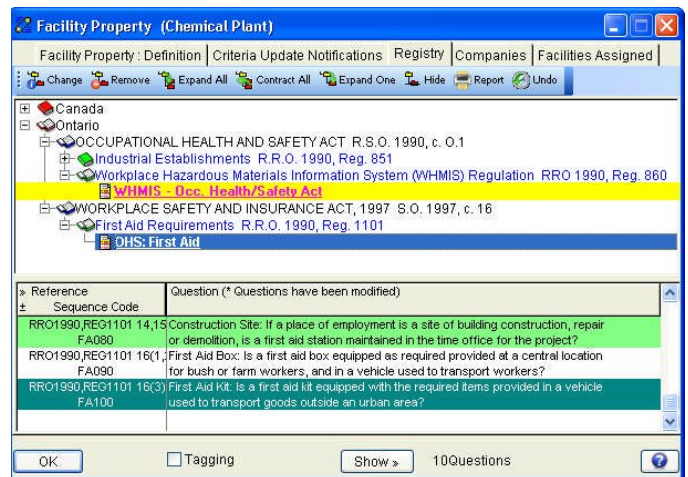 Facility Property (Chemical Plant)
Facility Property : Definition Criteria Update Notifications Registry Companies Facilities Assigned
Change Remove Expand All Contract All Expand One Hide Report Undo
Canada
Ontario
OCCUPATIONAL HEALTH AND SAFETY ACT R.S.O. 1990, c. O.1
Industrial Establishments R.R.O. 1990, Reg. 851
Workplace Hazardous Materials Information System (WHMIS) Regulation RRO 1990, Reg. 860
WHMIS - Occ. Health/Safety Act
WORKPLACE SAFETY AND INSURANCE ACT, 1997 S.O. 1997, c. 16
First Aid Requirements R.R.O. 1990, Reg. 1101
OHS: First Aid
» Reference Question (* Questions have been modified)
± Sequence Code
RRO1990,REG1101 14,15 Construction Site: If a place of employment is a site of building construction, repair
FA080 or demolition, is a first aid station maintained in the time office for the project?
RRO1990,REG1101 16(1, First Aid Box: Is a first aid box equipped as required provided at a central location
FA090 for bush or farm workers, and in a vehicle used to transport workers?
RRO1990,REG1101 16(3) First Aid Kit: Is a first aid kit equipped with the required items provided in a vehicle
FA100 used to transport goods outside an urban area?
OK Tagging Show » 10Questions ?